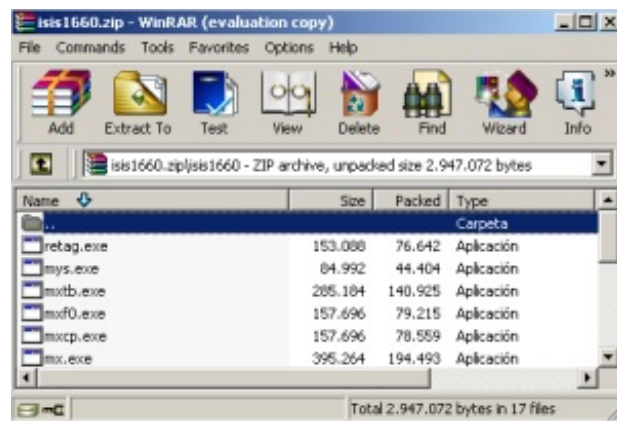 isis1660.zip - WinRAR (evaluation copy)
File Commands Tools Favorites Options Help
Add Extract To Test View Delete Find Wizard Info
isis1660.zip\isis1660 - ZIP archive, unpacked size 2.947.072 bytes
Name Size Packed Type
.. Carpeta
retag.exe 153.088 76.642 Aplicación
mys.exe 84.992 44.404 Aplicación
mxtb.exe 285.184 140.925 Aplicación
mxf0.exe 157.696 79.215 Aplicación
mxcp.exe 157.696 78.559 Aplicación
mx.exe 395.264 194.493 Aplicación
Total 2.947.072 bytes in 17 files